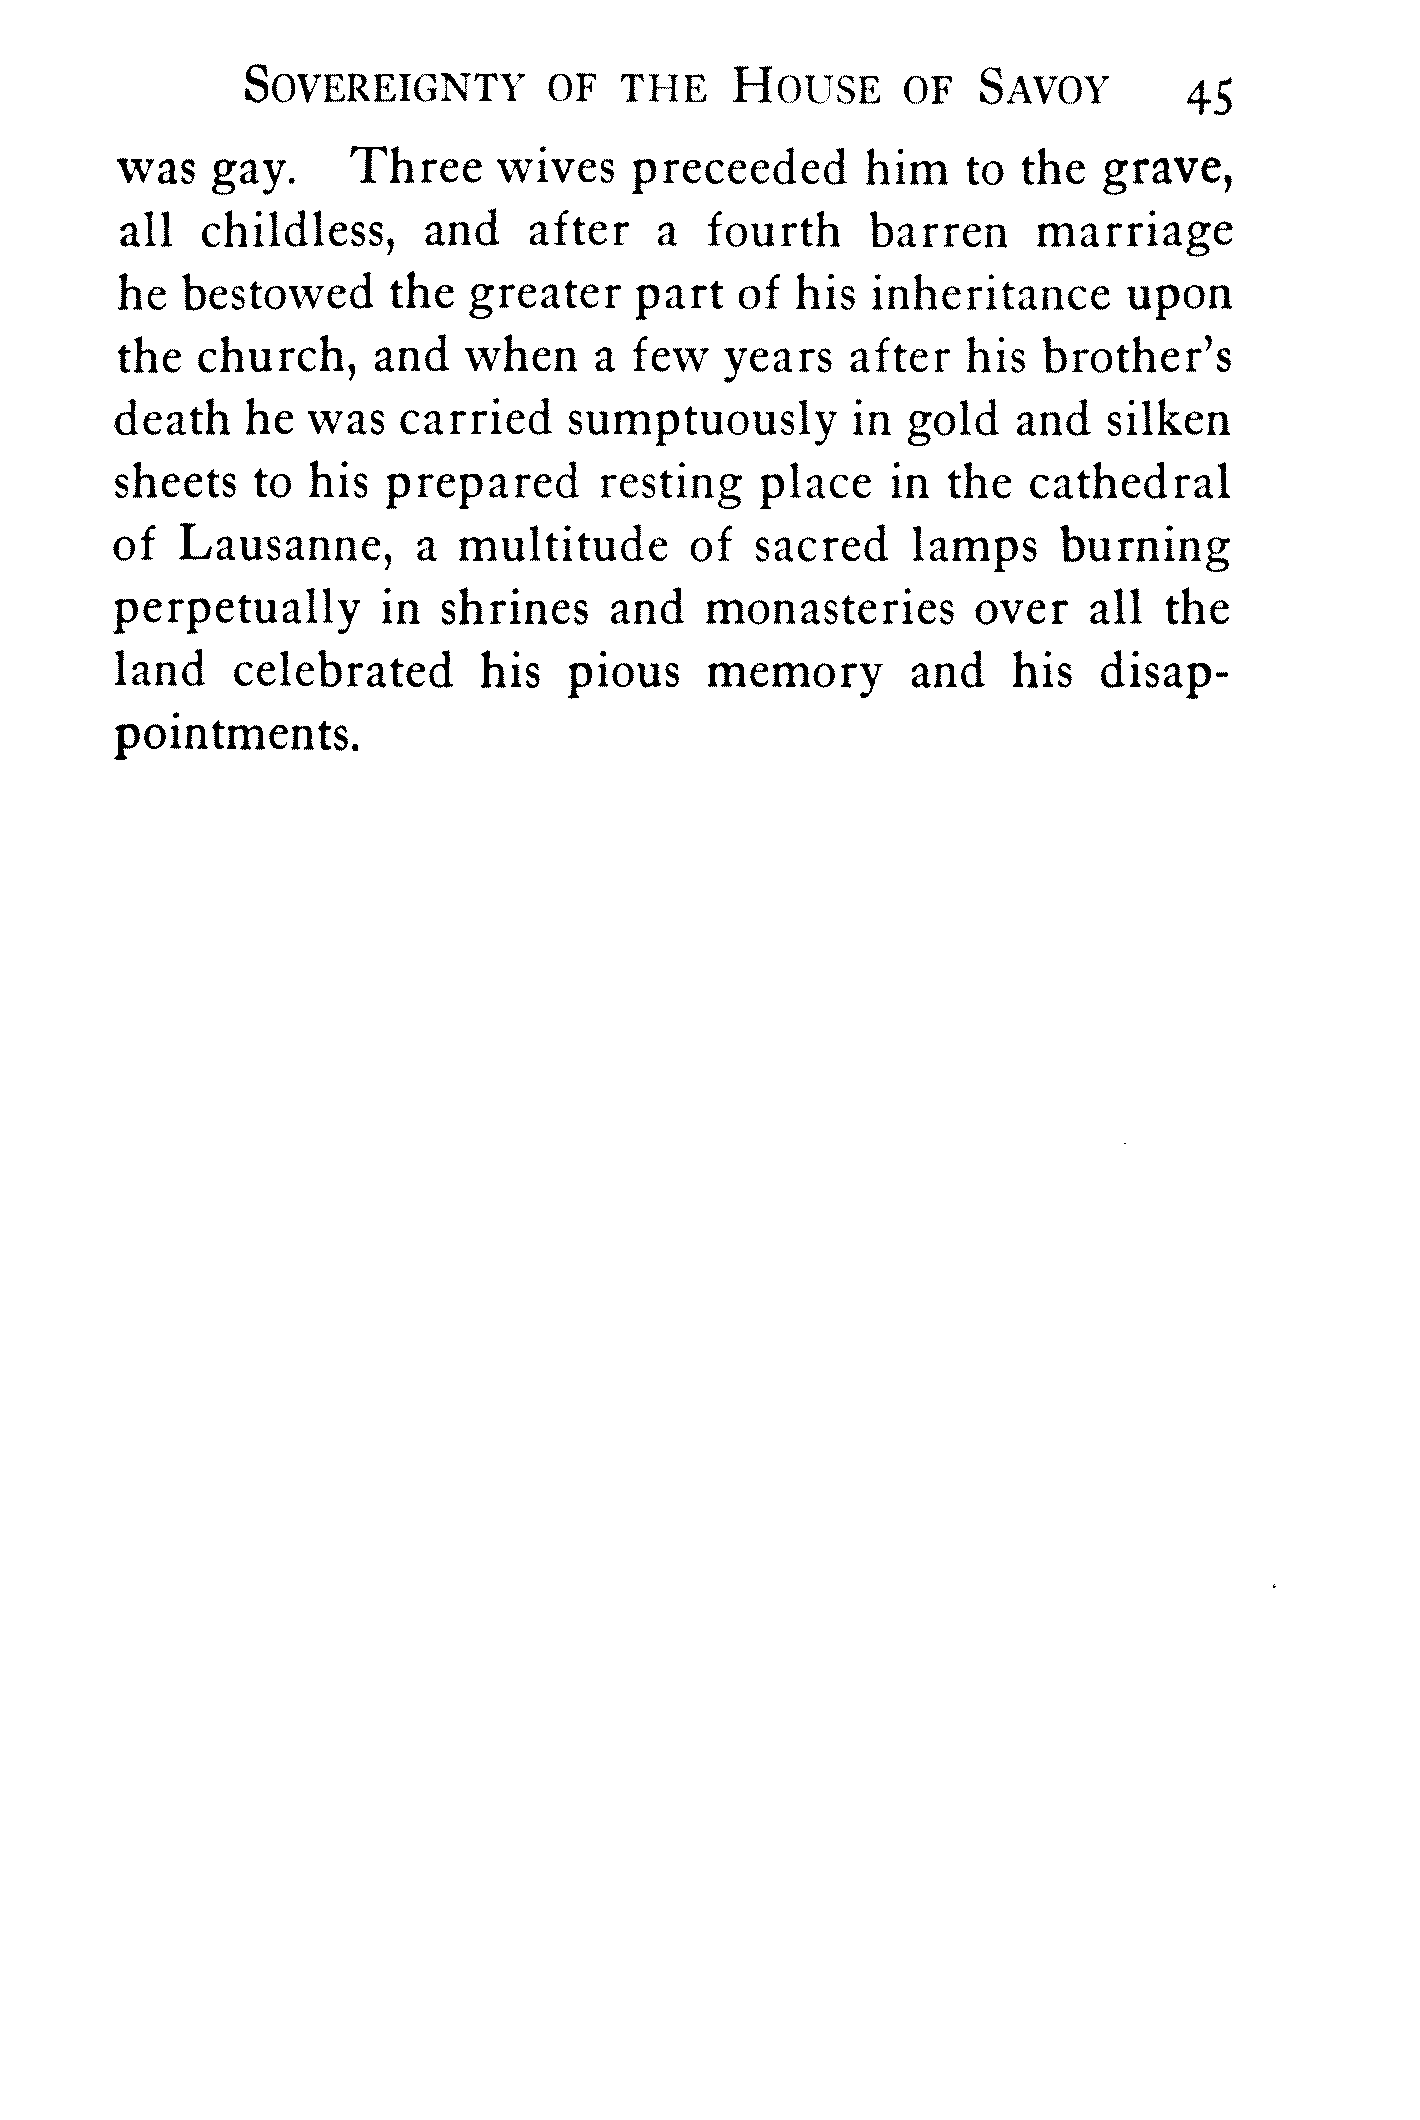 SOVEREIGNTY OF THE HOUSE OF SAVOY 45
was gay. Three wives preceeded him to the grave,
all childless, and after a fourth barren marriage
he bestowed the greater part of his inheritance upon
the church, and when a few years after his brother's
death he was carried sumptuously in gold and silken
sheets to his prepared resting place in the cathedral
of Lausanne, a multitude of sacred lamps burning
perpetually in shrines and monasteries over all the
land celebrated his pious memory and his disap-
pointments.